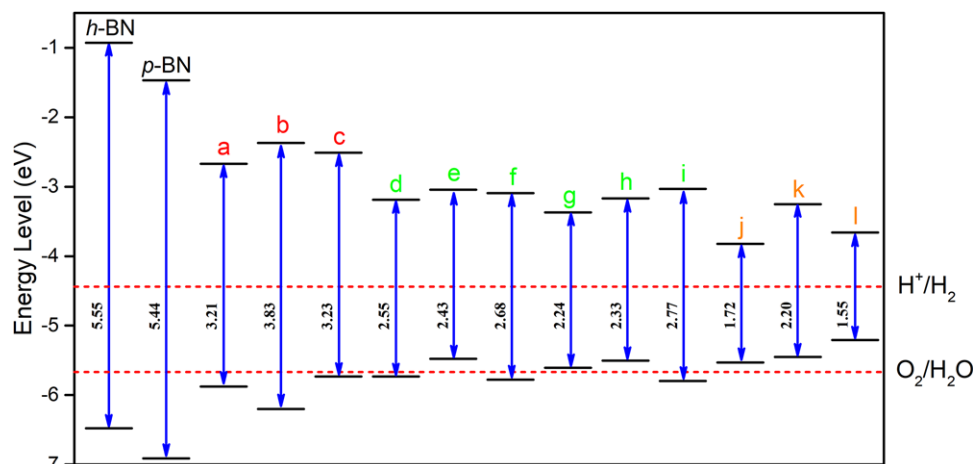 h-BN
p-BN
a
b
c
d
e
f
g
h
i
j
k
l
Energy Level (eV)
-1
-2
-3
-4
-5
-6
-7
5.55
5.44
3.21
3.83
3.23
2.55
2.43
2.68
2.24
2.33
2.77
1.72
2.20
1.55
H⁺/H₂
O₂/H₂O